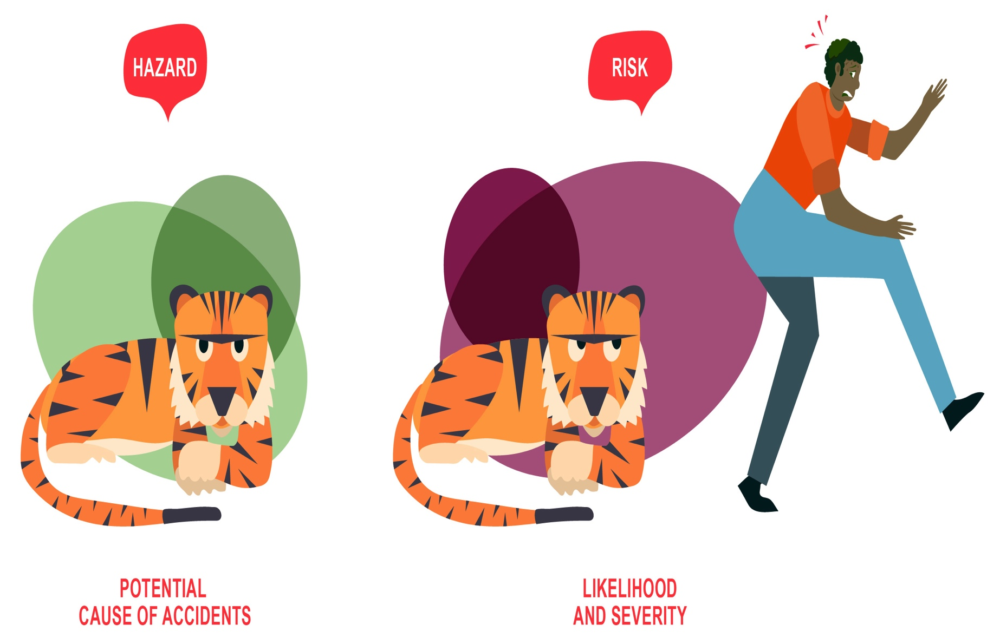 HAZARD
RISK
POTENTIAL
CAUSE OF ACCIDENTS
LIKELIHOOD
AND SEVERITY